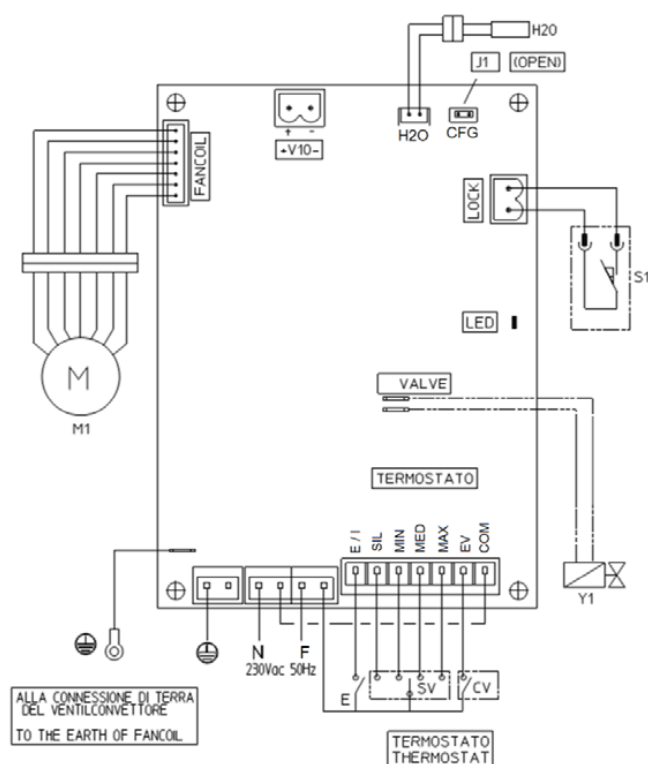 H2O
J1 (OPEN)
+ -
+V10-
H2O
CFG
FANCOIL
LOCK
S1
LED
M
M1
VALVE
TERMOSTATO
E / I
SIL
MIN
MED
MAX
EV
COM
Y1
N F
230Vac 50Hz
E
SV
CV
ALLA CONNESSIONE DI TERRA
DEL VENTILCONVETTORE
TO THE EARTH OF FANCOIL
TERMOSTATO
THERMOSTAT